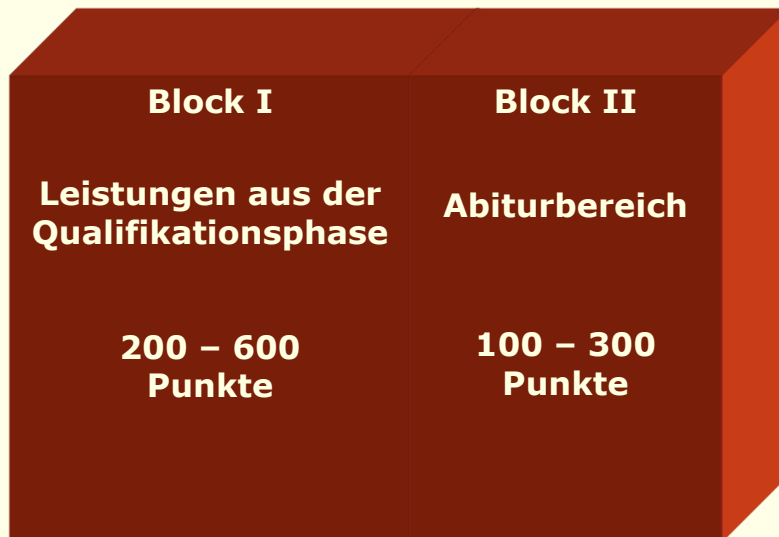 Block I
Leistungen aus der
Qualifikationsphase
200 – 600
Punkte
Block II
Abiturbereich
100 – 300
Punkte